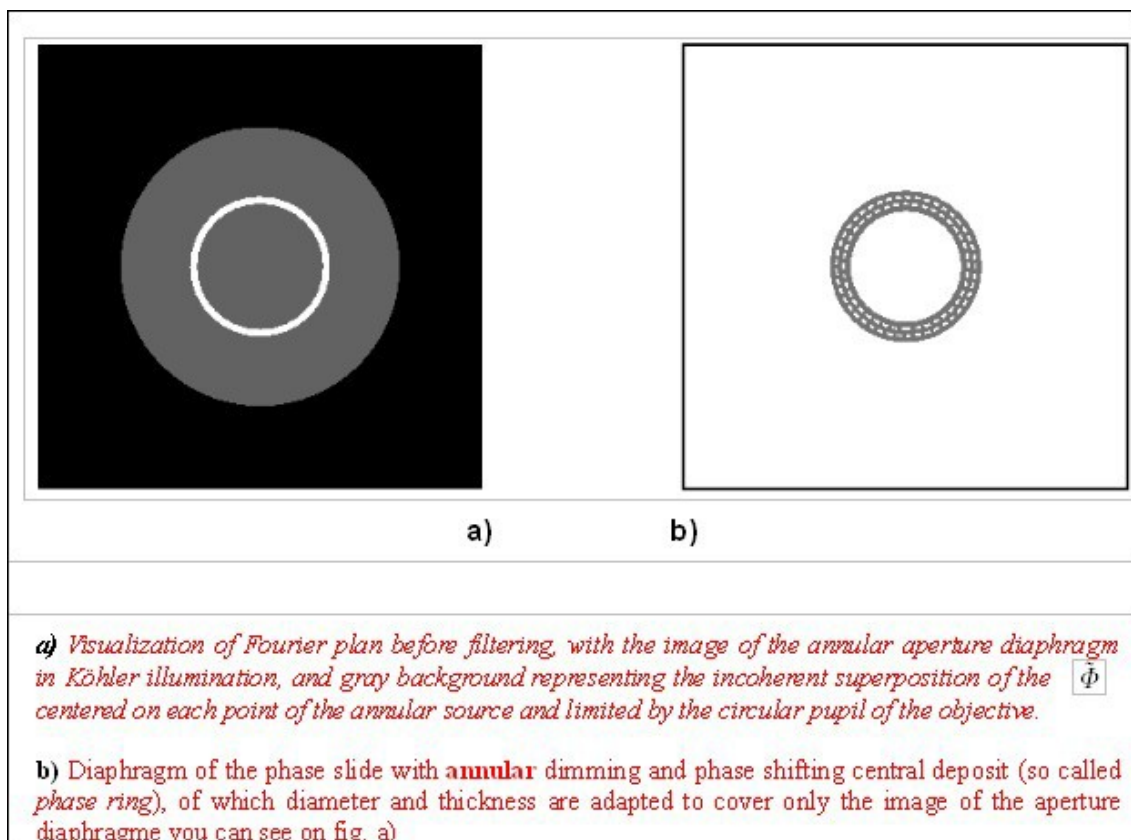 a) b)
a) Visualization of Fourier plan before filtering, with the image of the annular aperture diaphragm
in Köhler illumination, and gray background representing the incoherent superposition of the Φ̃
centered on each point of the annular source and limited by the circular pupil of the objective.
b) Diaphragm of the phase slide with annular dimming and phase shifting central deposit (so called
phase ring), of which diameter and thickness are adapted to cover only the image of the aperture
diaphragme you can see on fig. a)